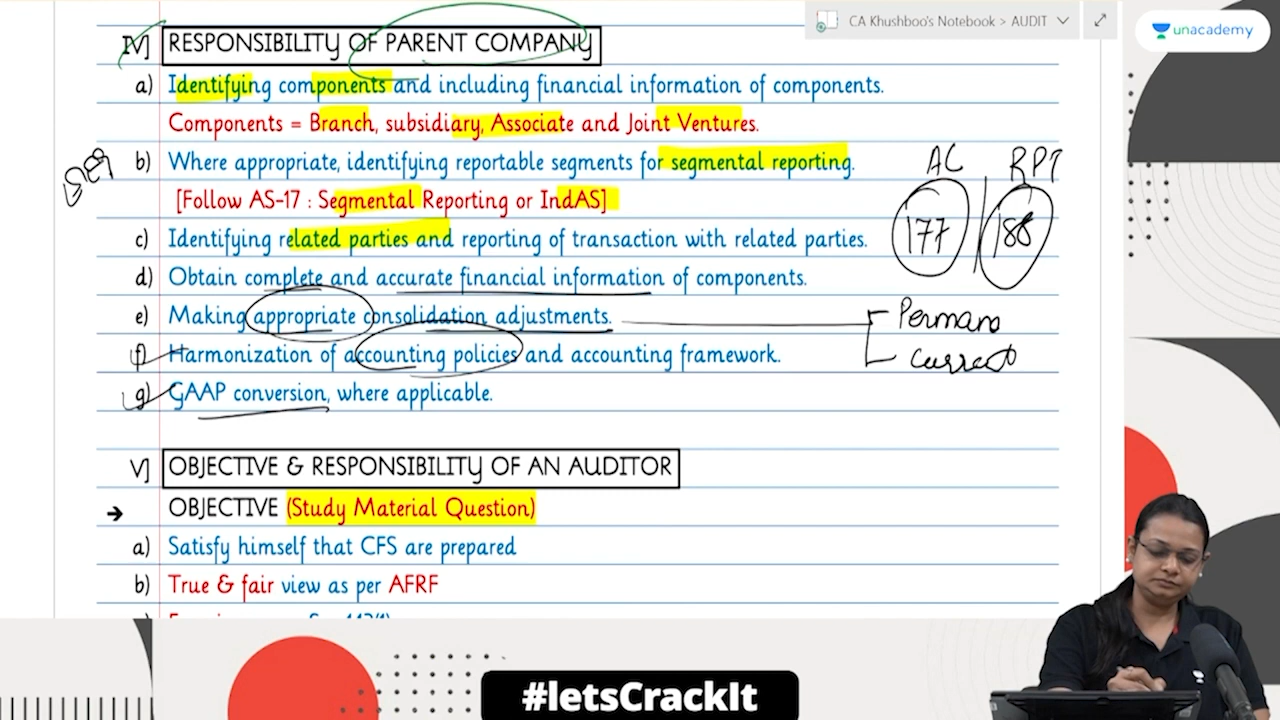 CA Khushboo's Notebook > AUDIT
unacademy
IV] RESPONSIBILITY OF PARENT COMPANY
a) Identifying components and including financial information of components.
Components = Branch, subsidiary, Associate and Joint Ventures.
b) Where appropriate, identifying reportable segments for segmental reporting.
AC RPT
[Follow AS-17 : Segmental Reporting or IndAS]
177 188
c) Identifying related parties and reporting of transaction with related parties.
d) Obtain complete and accurate financial information of components.
e) Making appropriate consolidation adjustments.
f) Harmonization of accounting policies and accounting framework.
g) GAAP conversion, where applicable.
V] OBJECTIVE & RESPONSIBILITY OF AN AUDITOR
→ OBJECTIVE (Study Material Question)
a) Satisfy himself that CFS are prepared
b) True & fair view as per AFRF
#letsCrackIt